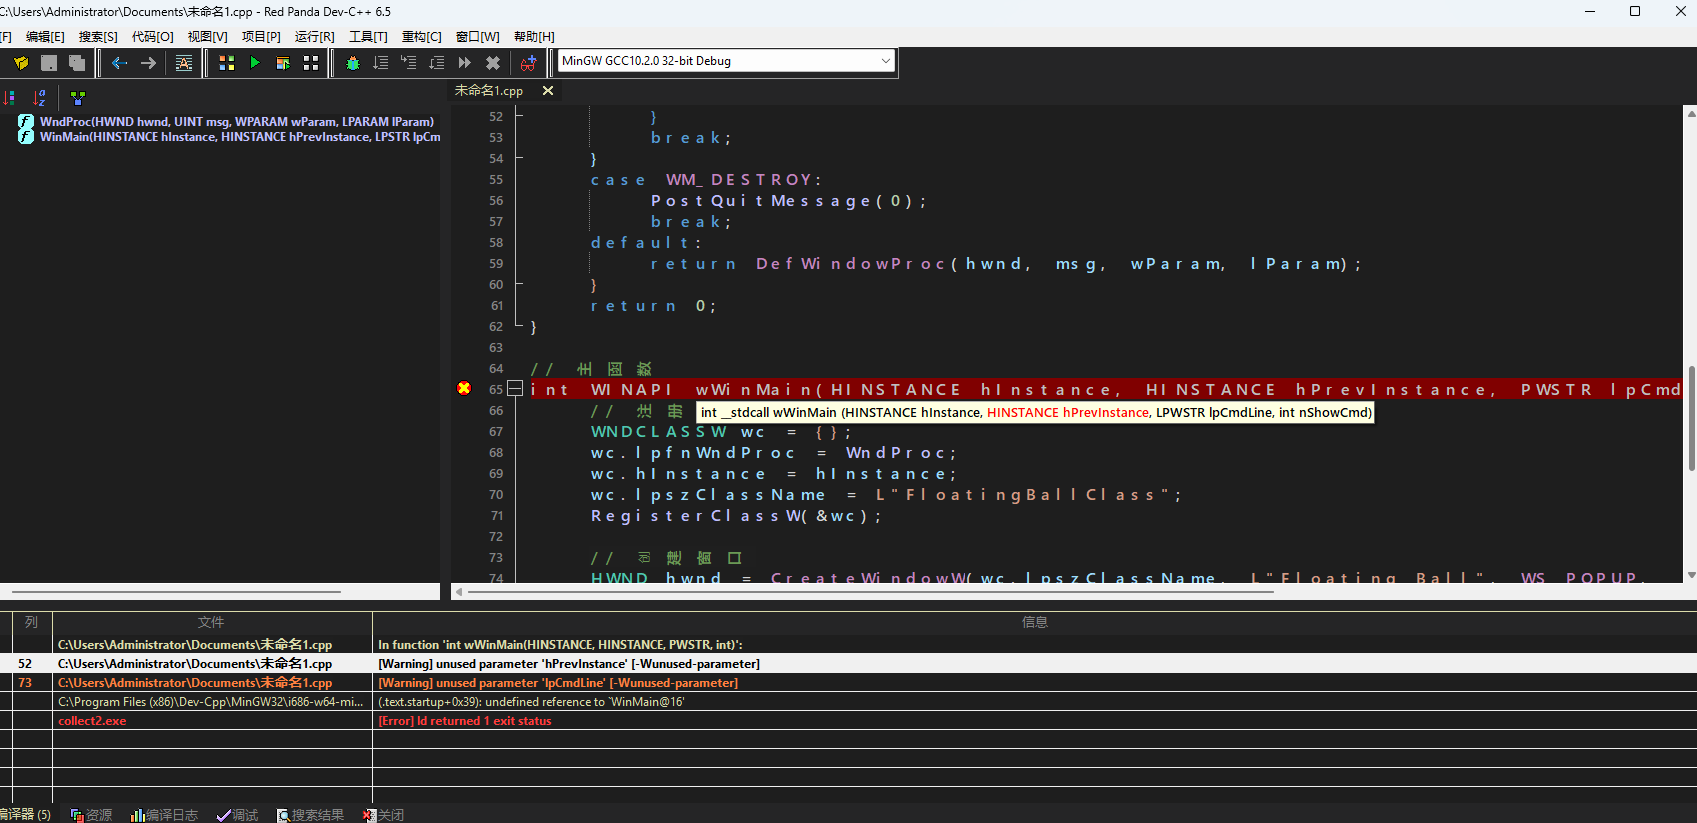 C:\Users\Administrator\Documents\未命名1.cpp - Red Panda Dev-C++ 6.5
[F] 编辑[E] 搜索[S] 代码[O] 视图[V] 项目[P] 运行[R] 工具[T] 重构[C] 窗口[W] 帮助[H]
MinGW GCC10.2.0 32-bit Debug
未命名1.cpp
WndProc(HWND hwnd, UINT msg, WPARAM wParam, LPARAM lParam)
WinMain(HINSTANCE hInstance, HINSTANCE hPrevInstance, LPSTR lpCm
52 }
53 break;
54 }
55 case WM_DESTROY:
56 PostQuitMessage(0);
57 break;
58 default:
59 return DefWindowProc(hwnd, msg, wParam, lParam);
60 }
61 return 0;
62 }
63
64 // 主函数
65 int WINAPI wWinMain(HINSTANCE hInstance, HINSTANCE hPrevInstance, PWSTR lpCmd
66 //
int __stdcall wWinMain (HINSTANCE hInstance, HINSTANCE hPrevInstance, LPWSTR lpCmdLine, int nShowCmd)
67 WNDCLASSW wc = {};
68 wc.lpfnWndProc = WndProc;
69 wc.hInstance = hInstance;
70 wc.lpszClassName = L"FloatingBallClass";
71 RegisterClassW(&wc);
72
73 // 创建窗口
74 HWND hwnd = CreateWindowW(wc.lpszClassName, L"Floating Ball", WS_POPUP,
列 文件 信息
C:\Users\Administrator\Documents\未命名1.cpp In function 'int wWinMain(HINSTANCE, HINSTANCE, PWSTR, int)':
52 C:\Users\Administrator\Documents\未命名1.cpp [Warning] unused parameter 'hPrevInstance' [-Wunused-parameter]
73 C:\Users\Administrator\Documents\未命名1.cpp [Warning] unused parameter 'lpCmdLine' [-Wunused-parameter]
C:\Program Files (x86)\Dev-Cpp\MinGW32\i686-w64-mi... (.text.startup+0x39): undefined reference to `WinMain@16'
collect2.exe [Error] ld returned 1 exit status
编译器 (5) 资源 编译日志 调试 搜索结果 关闭